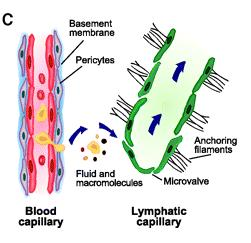 C
Basement
membrane
Pericytes
Anchoring
filaments
Fluid and
macromolecules
Microvalve
Blood
capillary
Lymphatic
capillary